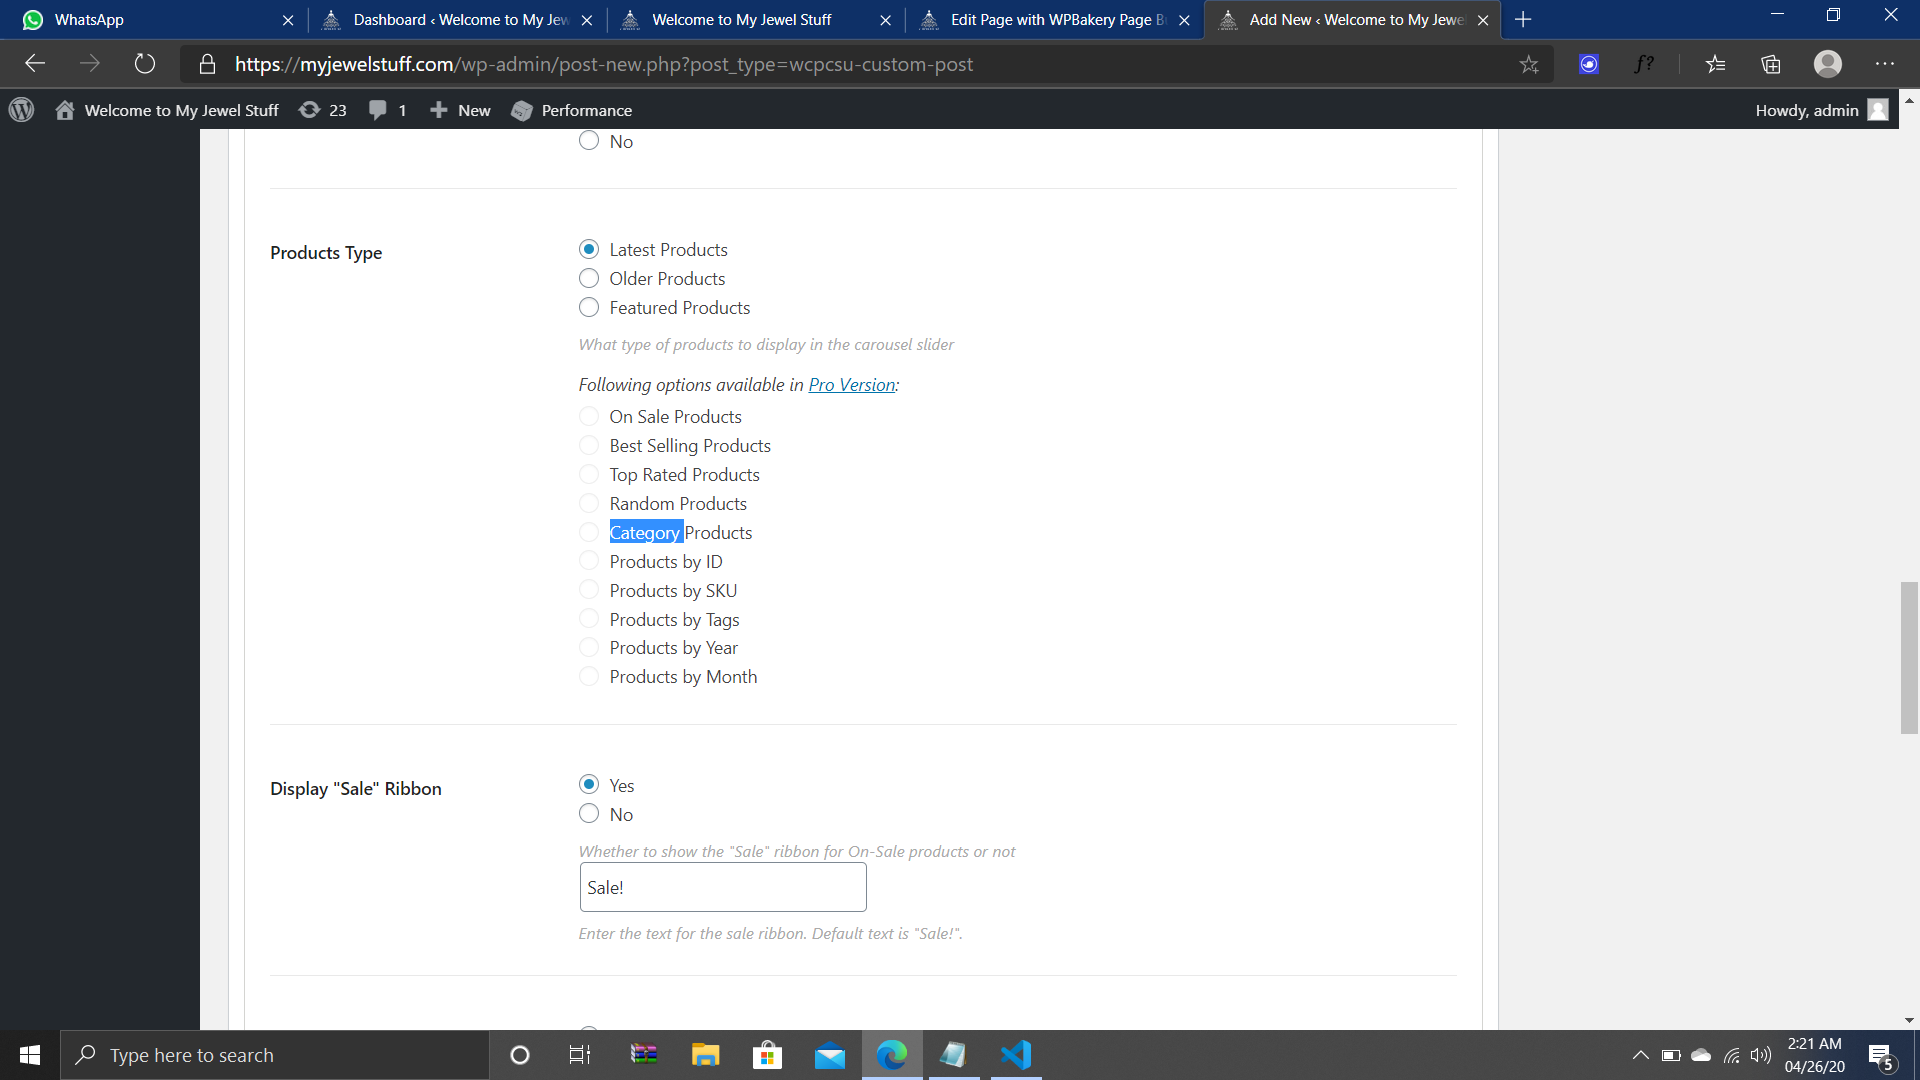 WhatsApp
Dashboard ‹ Welcome to My Jew
Welcome to My Jewel Stuff
Edit Page with WPBakery Page B
Add New ‹ Welcome to My Jewe
https://myjewelstuff.com/wp-admin/post-new.php?post_type=wcpcsu-custom-post
f?
Welcome to My Jewel Stuff
23
1
New
Performance
Howdy, admin
No
Products Type
Latest Products
Older Products
Featured Products
What type of products to display in the carousel slider
Following options available in Pro Version:
On Sale Products
Best Selling Products
Top Rated Products
Random Products
Category Products
Products by ID
Products by SKU
Products by Tags
Products by Year
Products by Month
Display "Sale" Ribbon
Yes
No
Whether to show the "Sale" ribbon for On-Sale products or not
Sale!
Enter the text for the sale ribbon. Default text is "Sale!".
Type here to search
2:21 AM
04/26/20
5